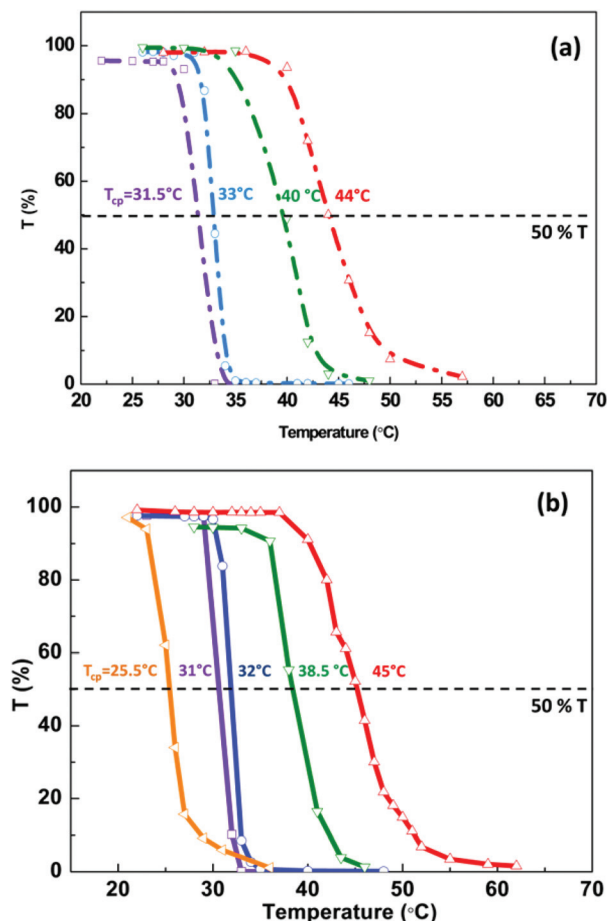 (a)
100
80
60
40
20
0
T (%)
Tcp=31.5°C 33°C 40 °C 44°C
50 % T
20 25 30 35 40 45 50 55 60 65 70
Temperature (°C)
(b)
100
80
60
40
20
0
T (%)
Tcp=25.5°C 31°C 32°C 38.5 °C 45°C
50 % T
20 30 40 50 60 70
Temperature (°C)